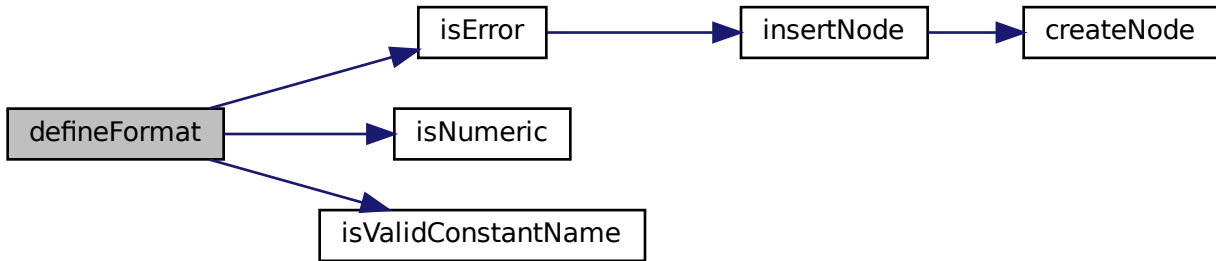 isError
insertNode
createNode
defineFormat
isNumeric
isValidConstantName